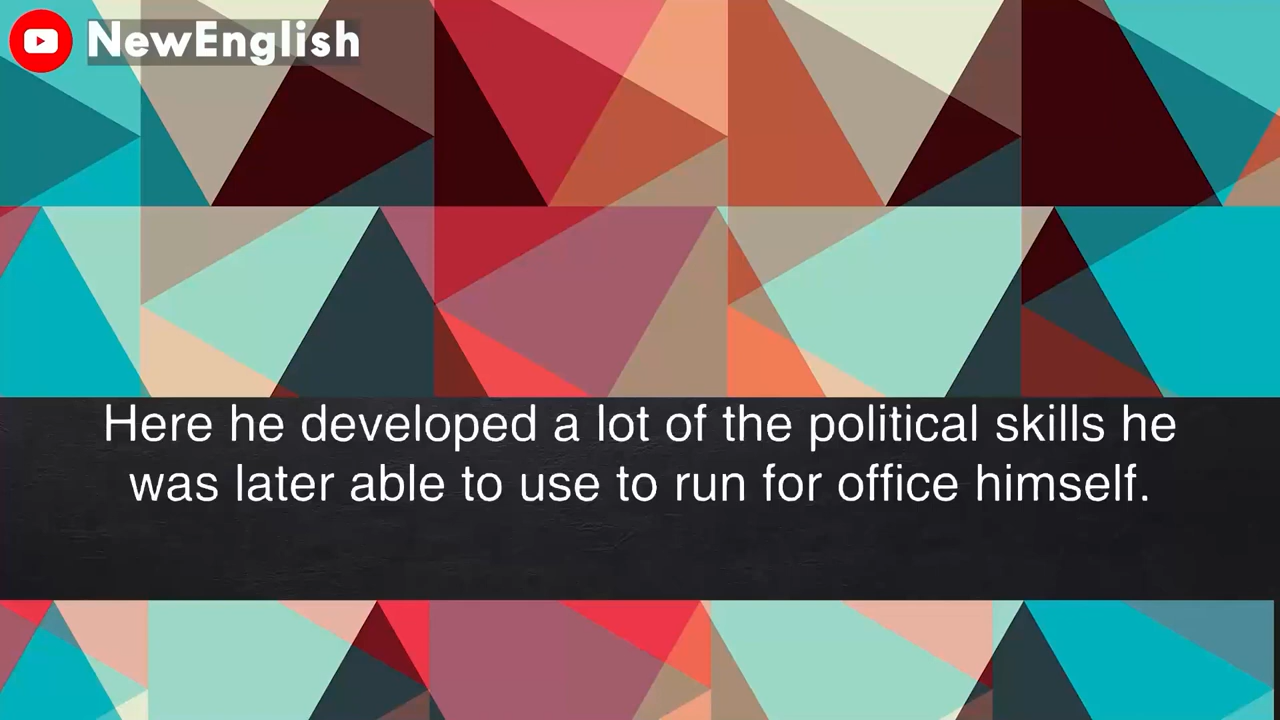 NewEnglish
Here he developed a lot of the political skills he
was later able to use to run for office himself.